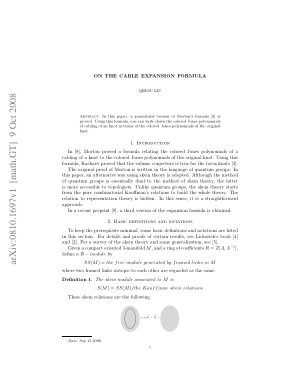 arXiv:0810.1697v1 [math.GT] 9 Oct 2008
ON THE CABLE EXPANSION FORMULA
QIHOU LIU
Abstract. In this paper, a generalized version of Morton's formula [8] is
proved. Using this formula, one can write down the colored Jones polynomials
of cabling of an knot in terms of the colored Jones polynomials of the original
knot.
1. Introduction
In [8], Morton proved a formula relating the colored Jones polynomials of a
cabling of a knot to the colored Jones polynomials of the original knot. Using this
formula, Kashaev proved that the volume conjecture is true for the torus knots [3].
The original proof of Morton is written in the language of quantum groups. In
this paper, an alternative way using skein theory is adopted. Although the method
of quantum groups is essentially dual to the method of skein theory, the latter
is more accessible to topologists. Unlike quantum groups, the skein theory starts
from the pure combinatorial Kauffman's relations to build the whole theory. The
relation to representation theory is hidden. In this sense, it is a straightforward
approach.
In a recent preprint [9], a third version of the expansion formula is obtained.
2. Basic definitions and notations
To keep the prerequisite minimal, some basic definitions and notations are listed
in this section. For details and proofs of certain results, see Lickorish's book [4]
and [2]. For a survey of the skein theory and some generalization, see [5].
Given a compact oriented 3-manifold M, and a ring of coefficients R = Z[A, A⁻¹],
define a R − module by
SS(M) = the free module generated by framed links in M
where two framed links isotopic to each other are regarded as the same.
Definition 1. The skein module associated to M is
S(M) = SS(M)/the Kauffman skein relations
These skein relations are the following:
Date: Sep 15,2008.
1